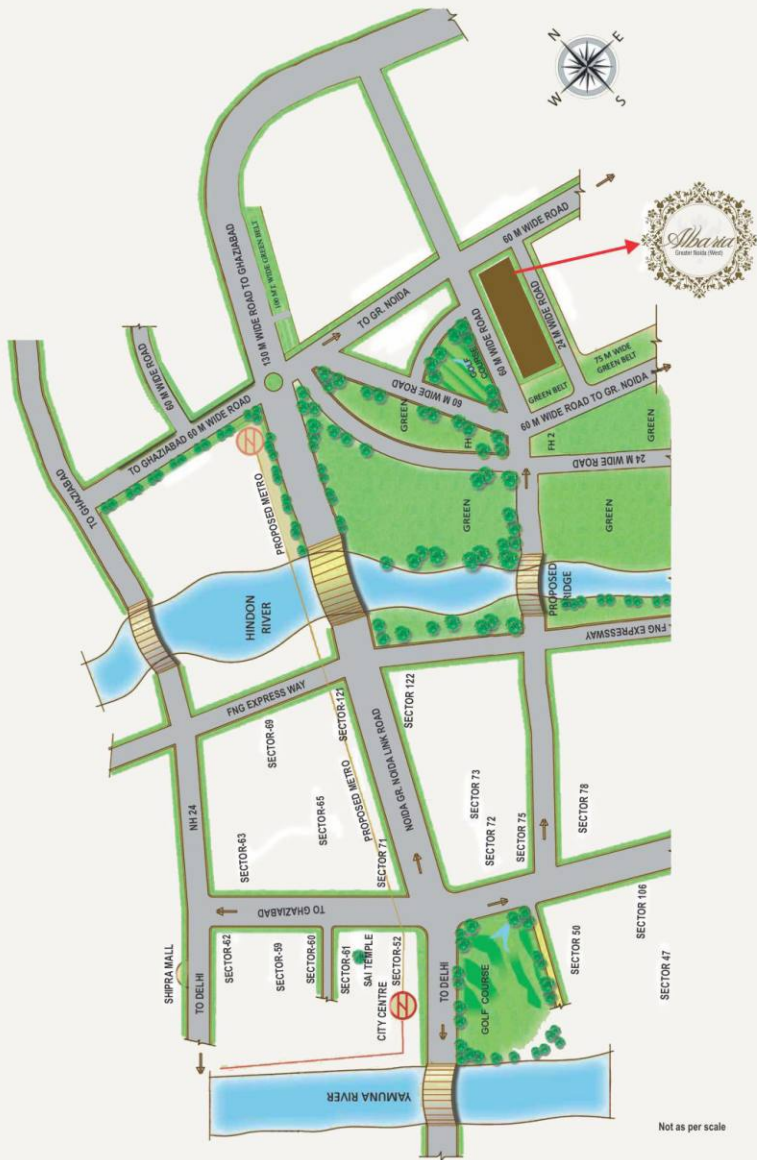 N
E
S
W
Albaria
Greater Noida (West)
130 M WIDE ROAD TO GHAZIABAD
100 MT. WIDE GREEN BELT
60 M WIDE ROAD
TO GR. NOIDA
60 M WIDE ROAD
24 M WIDE ROAD
75 M WIDE
GREEN BELT
GREEN BELT
60 M WIDE ROAD TO GR. NOIDA
GOLF
COURSE
60 M WIDE ROAD
60 M WIDE ROAD
TO GHAZIABAD 60 M WIDE ROAD
TO GHAZIABAD
PROPOSED METRO
GREEN
FH
FH 2
24 M WIDE ROAD
GREEN
GREEN
GREEN
HINDON
RIVER
PROPOSED
RIDGE
FNG EXPRESSWAY
FNG EXPRESS WAY
SECTOR-69
SECTOR-121
SECTOR 122
NH 24
SECTOR-63
SECTOR-65
PROPOSED METRO
NOIDA GR. NOIDA LINK ROAD
SECTOR 71
SECTOR 73
SECTOR 72
SECTOR 75
SECTOR 78
TO GHAZIABAD
SHIPRA MALL
TO DELHI
SECTOR-62
SECTOR-59
SECTOR-60
SECTOR-61
SAI TEMPLE
SECTOR-52
CITY CENTRE
TO DELHI
GOLF COURSE
SECTOR 50
SECTOR 106
SECTOR 47
YAMUNA RIVER
Not as per scale